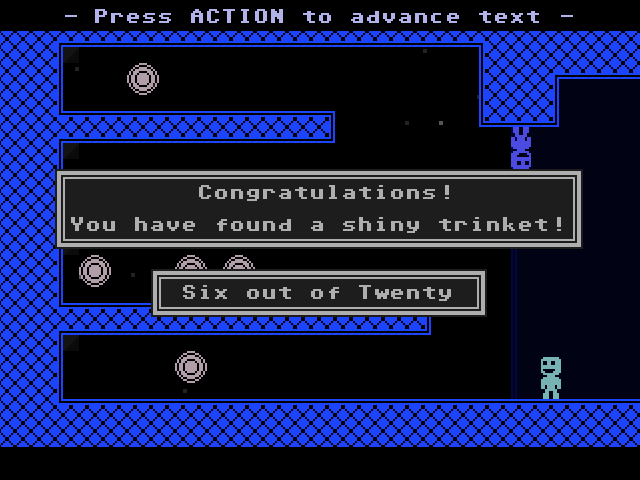 - Press ACTION to advance text -
Congratulations!
You have found a shiny trinket!
Six out of Twenty